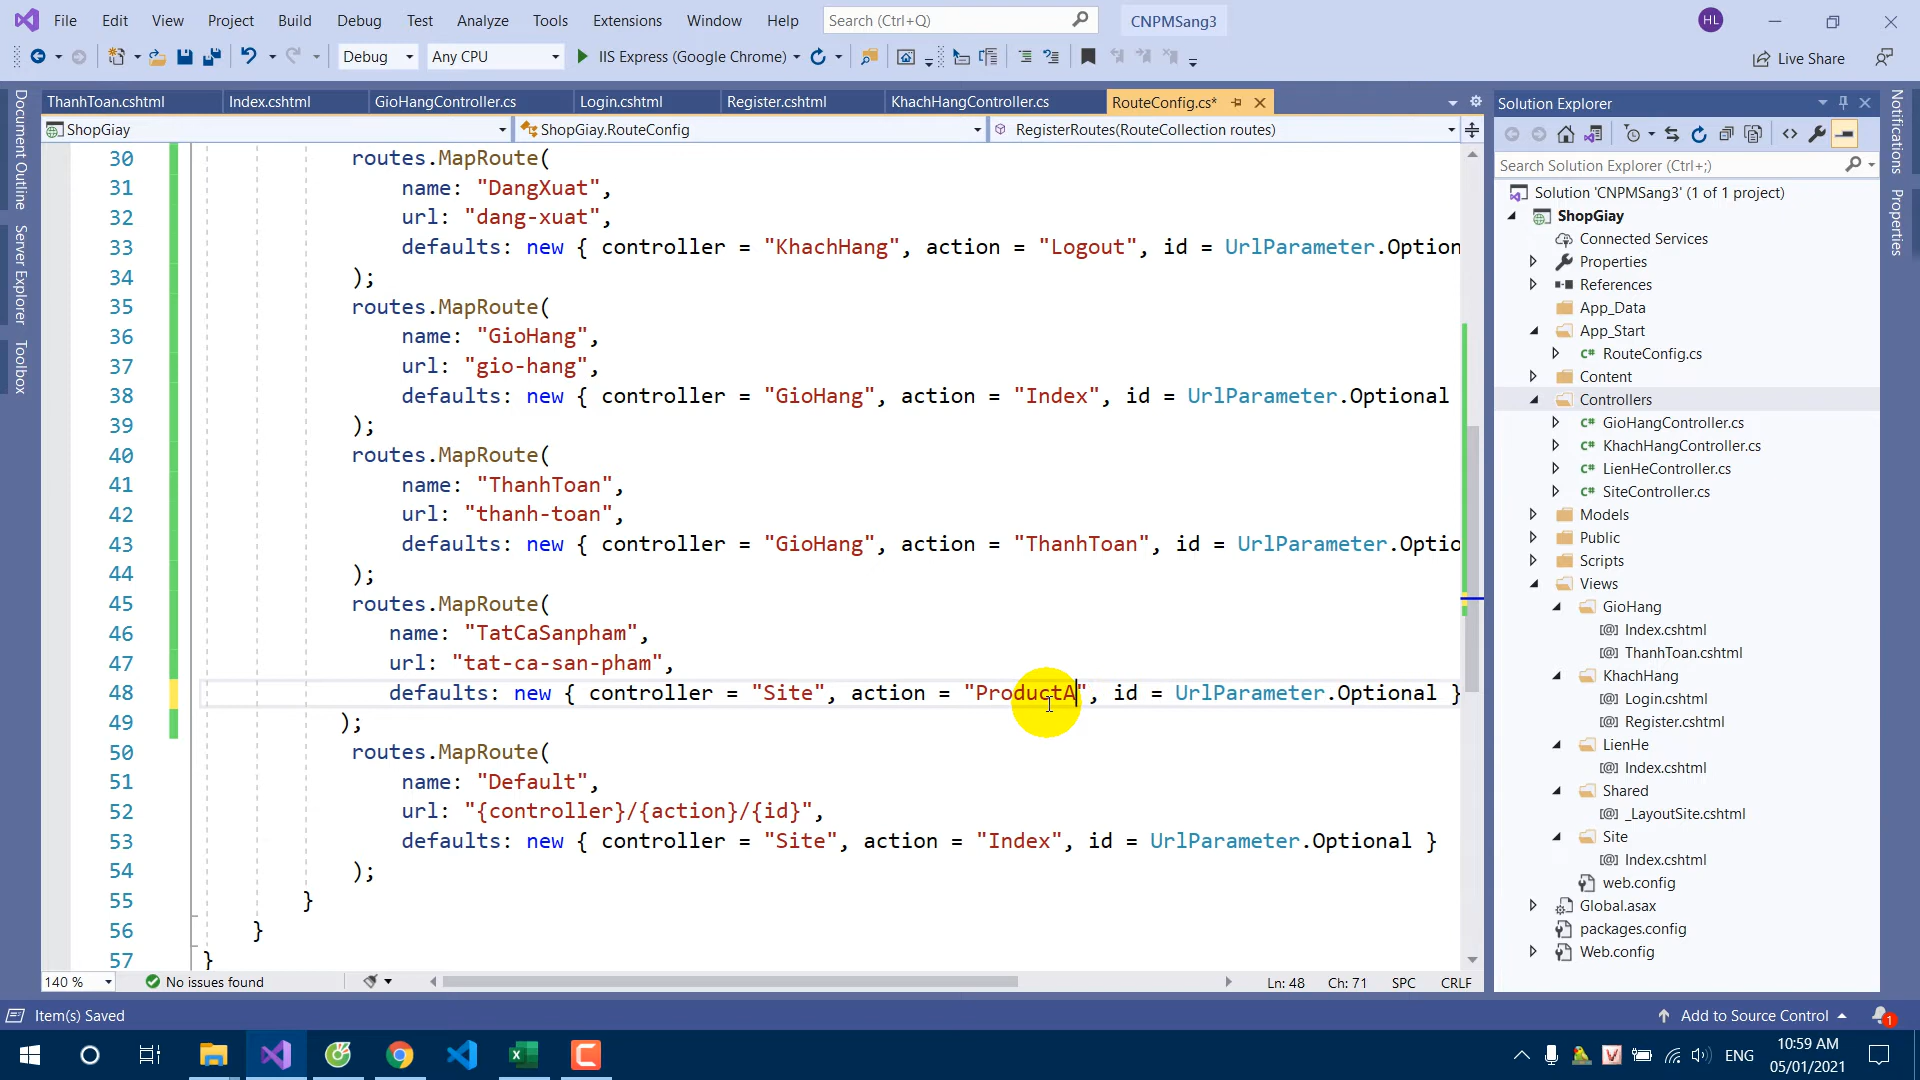 File Edit View Project Build Debug Test Analyze Tools Extensions Window Help Search (Ctrl+Q) CNPMSang3 HL
Debug Any CPU IIS Express (Google Chrome) Live Share
ThanhToan.cshtml Index.cshtml GioHangController.cs Login.cshtml Register.cshtml KhachHangController.cs RouteConfig.cs*
ShopGiay ShopGiay.RouteConfig RegisterRoutes(RouteCollection routes)
Document Outline
Server Explorer
Toolbox
30 routes.MapRoute(
31 name: "DangXuat",
32 url: "dang-xuat",
33 defaults: new { controller = "KhachHang", action = "Logout", id = UrlParameter.Option
34 );
35 routes.MapRoute(
36 name: "GioHang",
37 url: "gio-hang",
38 defaults: new { controller = "GioHang", action = "Index", id = UrlParameter.Optional
39 );
40 routes.MapRoute(
41 name: "ThanhToan",
42 url: "thanh-toan",
43 defaults: new { controller = "GioHang", action = "ThanhToan", id = UrlParameter.Optio
44 );
45 routes.MapRoute(
46 name: "TatCaSanpham",
47 url: "tat-ca-san-pham",
48 defaults: new { controller = "Site", action = "ProductA", id = UrlParameter.Optional }
49 );
50 routes.MapRoute(
51 name: "Default",
52 url: "{controller}/{action}/{id}",
53 defaults: new { controller = "Site", action = "Index", id = UrlParameter.Optional }
54 );
55 }
56 }
57 }
140 % No issues found Ln: 48 Ch: 71 SPC CRLF
Solution Explorer
Search Solution Explorer (Ctrl+;)
Solution 'CNPMSang3' (1 of 1 project)
ShopGiay
Connected Services
Properties
References
App_Data
App_Start
C# RouteConfig.cs
Content
Controllers
C# GioHangController.cs
C# KhachHangController.cs
C# LienHeController.cs
C# SiteController.cs
Models
Public
Scripts
Views
GioHang
[@] Index.cshtml
[@] ThanhToan.cshtml
KhachHang
[@] Login.cshtml
[@] Register.cshtml
LienHe
[@] Index.cshtml
Shared
[@] _LayoutSite.cshtml
Site
[@] Index.cshtml
web.config
Global.asax
packages.config
Web.config
Notifications
Properties
Item(s) Saved Add to Source Control 1
ENG 10:59 AM
05/01/2021